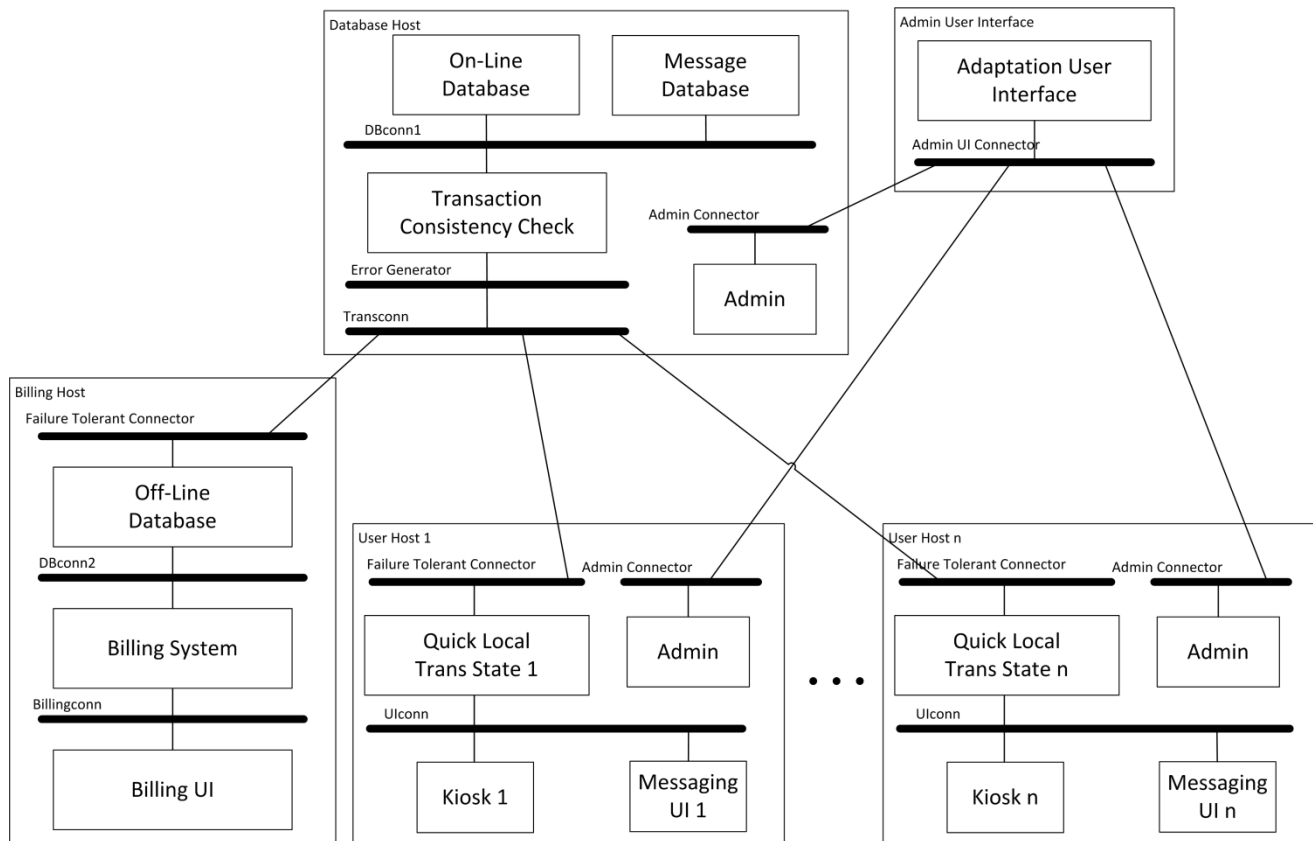 Database Host
On-Line
Database
Message
Database
DBconn1
Transaction
Consistency Check
Error Generator
Transconn
Admin Connector
Admin
Admin User Interface
Adaptation User
Interface
Admin UI Connector
Billing Host
Failure Tolerant Connector
Off-Line
Database
DBconn2
Billing System
Billingconn
Billing UI
User Host 1
Failure Tolerant Connector
Admin Connector
Quick Local
Trans State 1
Admin
UIconn
Kiosk 1
Messaging
UI 1
• • •
User Host n
Failure Tolerant Connector
Admin Connector
Quick Local
Trans State n
Admin
UIconn
Kiosk n
Messaging
UI n